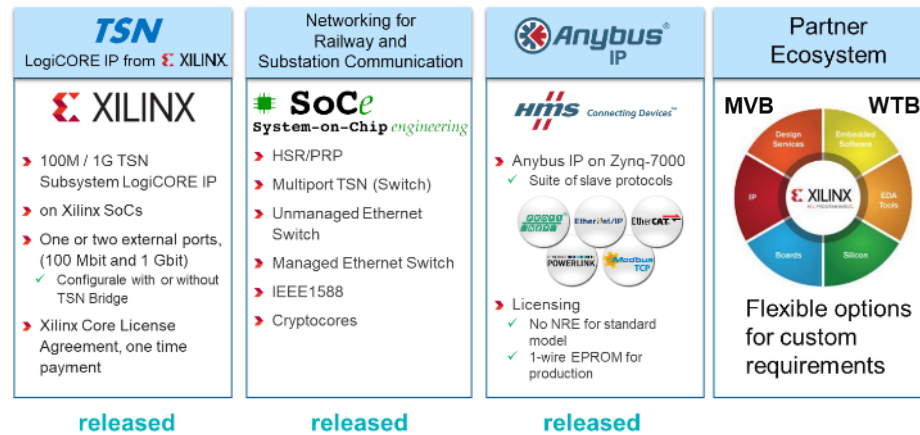 TSN
LogiCORE IP from XILINX.
XILINX
100M / 1G TSN
Subsystem LogiCORE IP
on Xilinx SoCs
One or two external ports,
(100 Mbit and 1 Gbit)
Configurale with or without
TSN Bridge
Xilinx Core License
Agreement, one time
payment
released
Networking for
Railway and
Substation Communication
SoCe
System-on-Chip engineering
HSR/PRP
Multiport TSN (Switch)
Unmanaged Ethernet
Switch
Managed Ethernet Switch
IEEE1588
Cryptocores
released
Anybus®
IP
HMS Connecting Devices™
Anybus IP on Zynq-7000
Suite of slave protocols
EtherNet/IP
EtherCAT
POWERLINK
Modbus
TCP
Licensing
No NRE for standard
model
1-wire EPROM for
production
released
Partner
Ecosystem
MVB WTB
Design
Services
Embedded
Software
IP
XILINX
EDA
Tools
Boards
Silicon
Flexible options
for custom
requirements